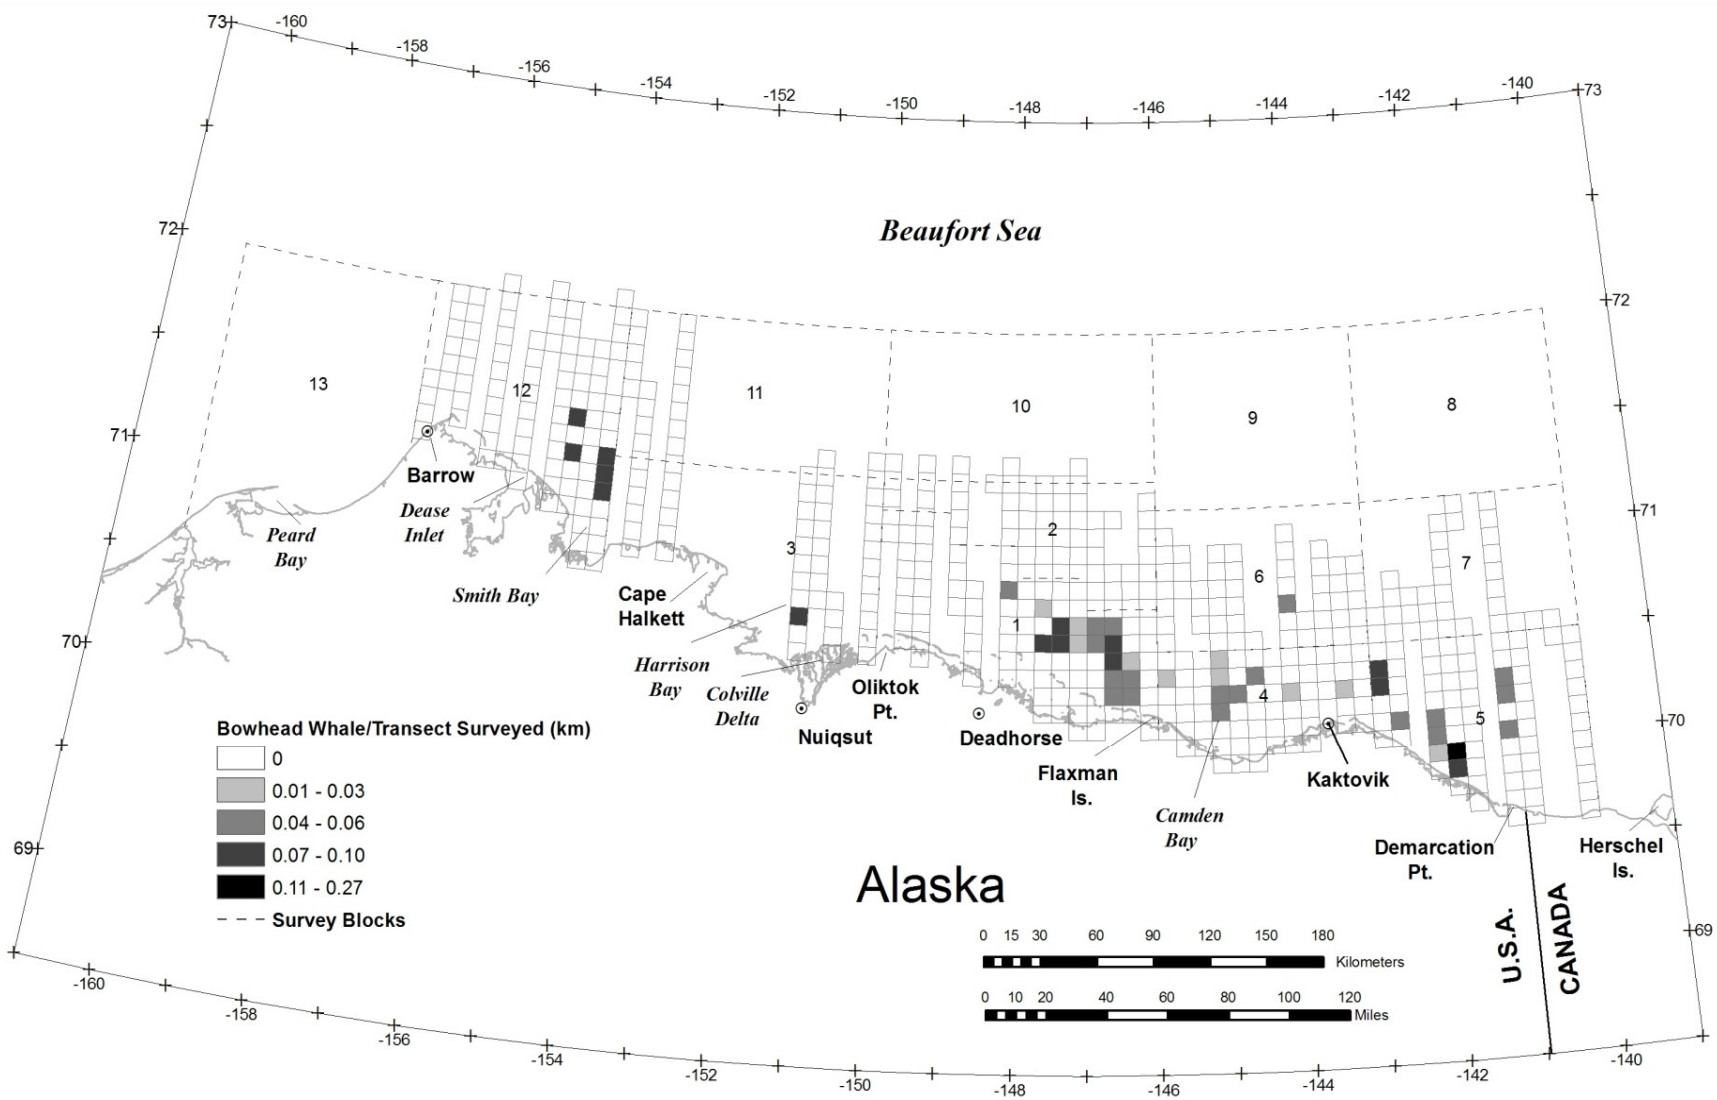 73
-160
-158
-156
-154
-152
-150
-148
-146
-144
-142
-140
73
72
Beaufort Sea
72
13
12
11
10
9
8
71
Barrow
71
Dease
Inlet
Peard
Bay
3
2
7
6
Smith Bay
Cape
Halkett
1
70
Harrison
Bay
Colville
Delta
Oliktok
Pt.
4
5
70
Nuiqsut
Deadhorse
Flaxman
Is.
Kaktovik
Camden
Bay
Demarcation
Pt.
Herschel
Is.
Bowhead Whale/Transect Surveyed (km)
0
0.01 - 0.03
0.04 - 0.06
0.07 - 0.10
0.11 - 0.27
Survey Blocks
69
Alaska
U.S.A.
CANADA
69
0 15 30 60 90 120 150 180
Kilometers
0 10 20 40 60 80 100 120
Miles
-160
-158
-156
-154
-152
-150
-148
-146
-144
-142
-140